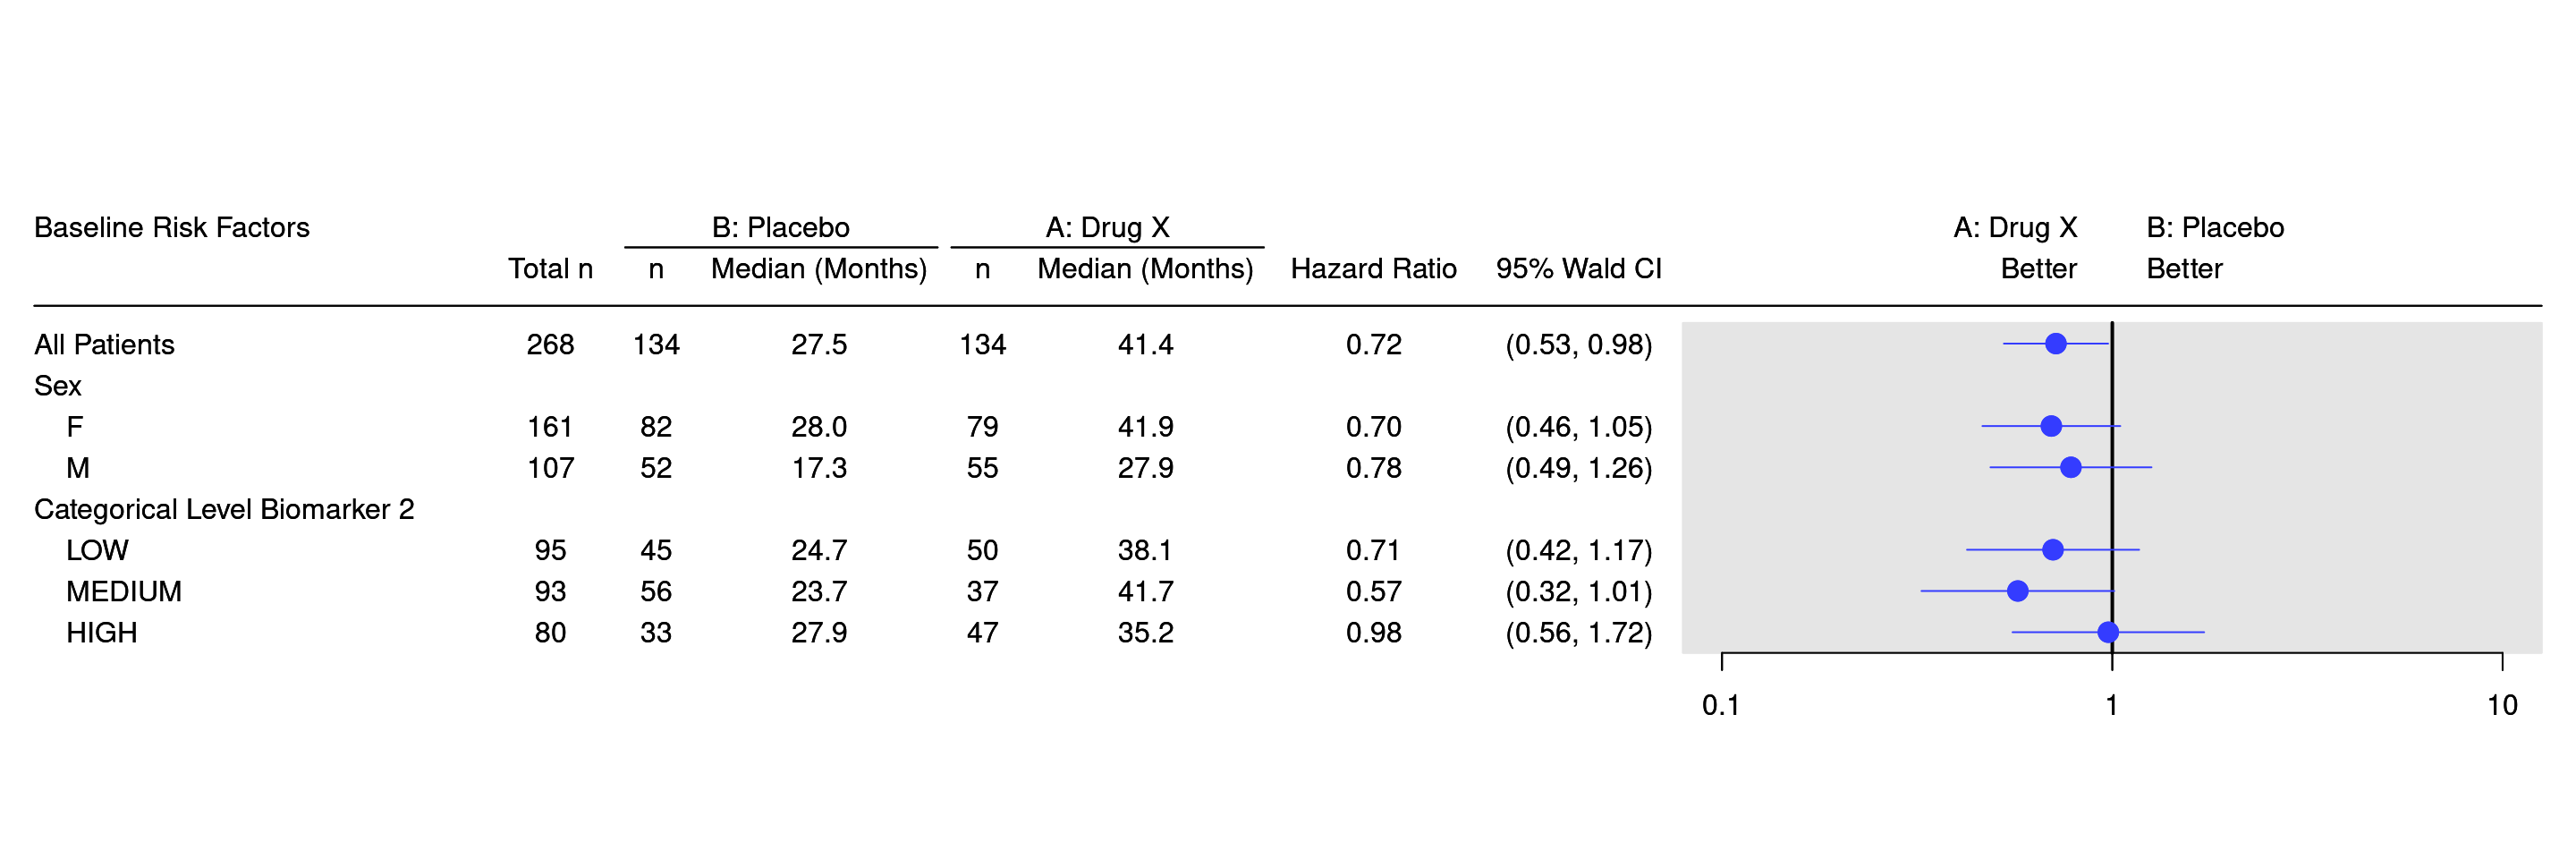 Baseline Risk Factors B: Placebo A: Drug X A: Drug X B: Placebo
Total n n Median (Months) n Median (Months) Hazard Ratio 95% Wald CI Better Better
All Patients 268 134 27.5 134 41.4 0.72 (0.53, 0.98)
Sex
F 161 82 28.0 79 41.9 0.70 (0.46, 1.05)
M 107 52 17.3 55 27.9 0.78 (0.49, 1.26)
Categorical Level Biomarker 2
LOW 95 45 24.7 50 38.1 0.71 (0.42, 1.17)
MEDIUM 93 56 23.7 37 41.7 0.57 (0.32, 1.01)
HIGH 80 33 27.9 47 35.2 0.98 (0.56, 1.72)
0.1 1 10